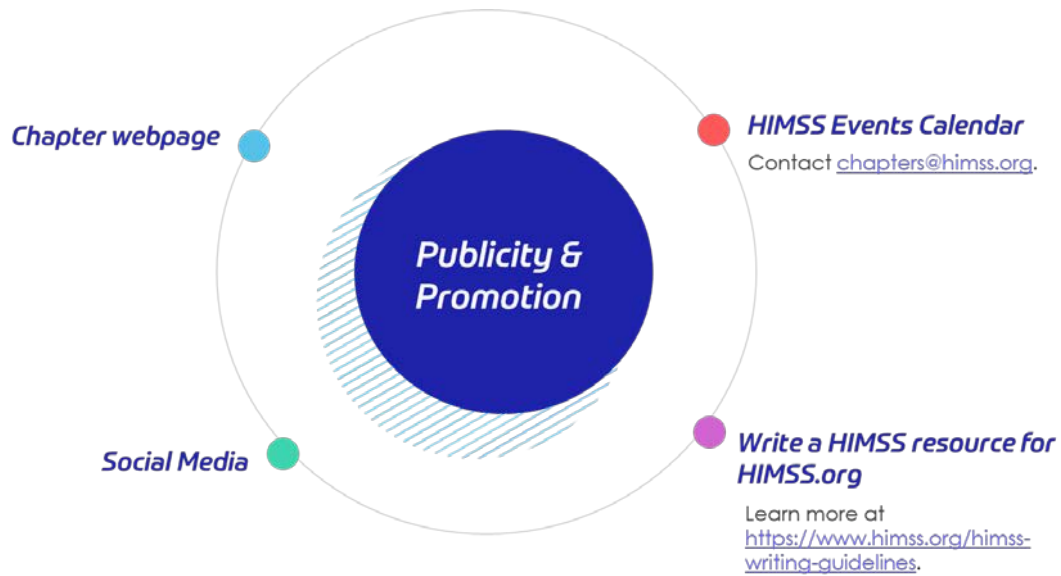 Chapter webpage
HIMSS Events Calendar
Contact chapters@himss.org.
Publicity &
Promotion
Social Media
Write a HIMSS resource for
HIMSS.org
Learn more at
https://www.himss.org/himss-
writing-guidelines.